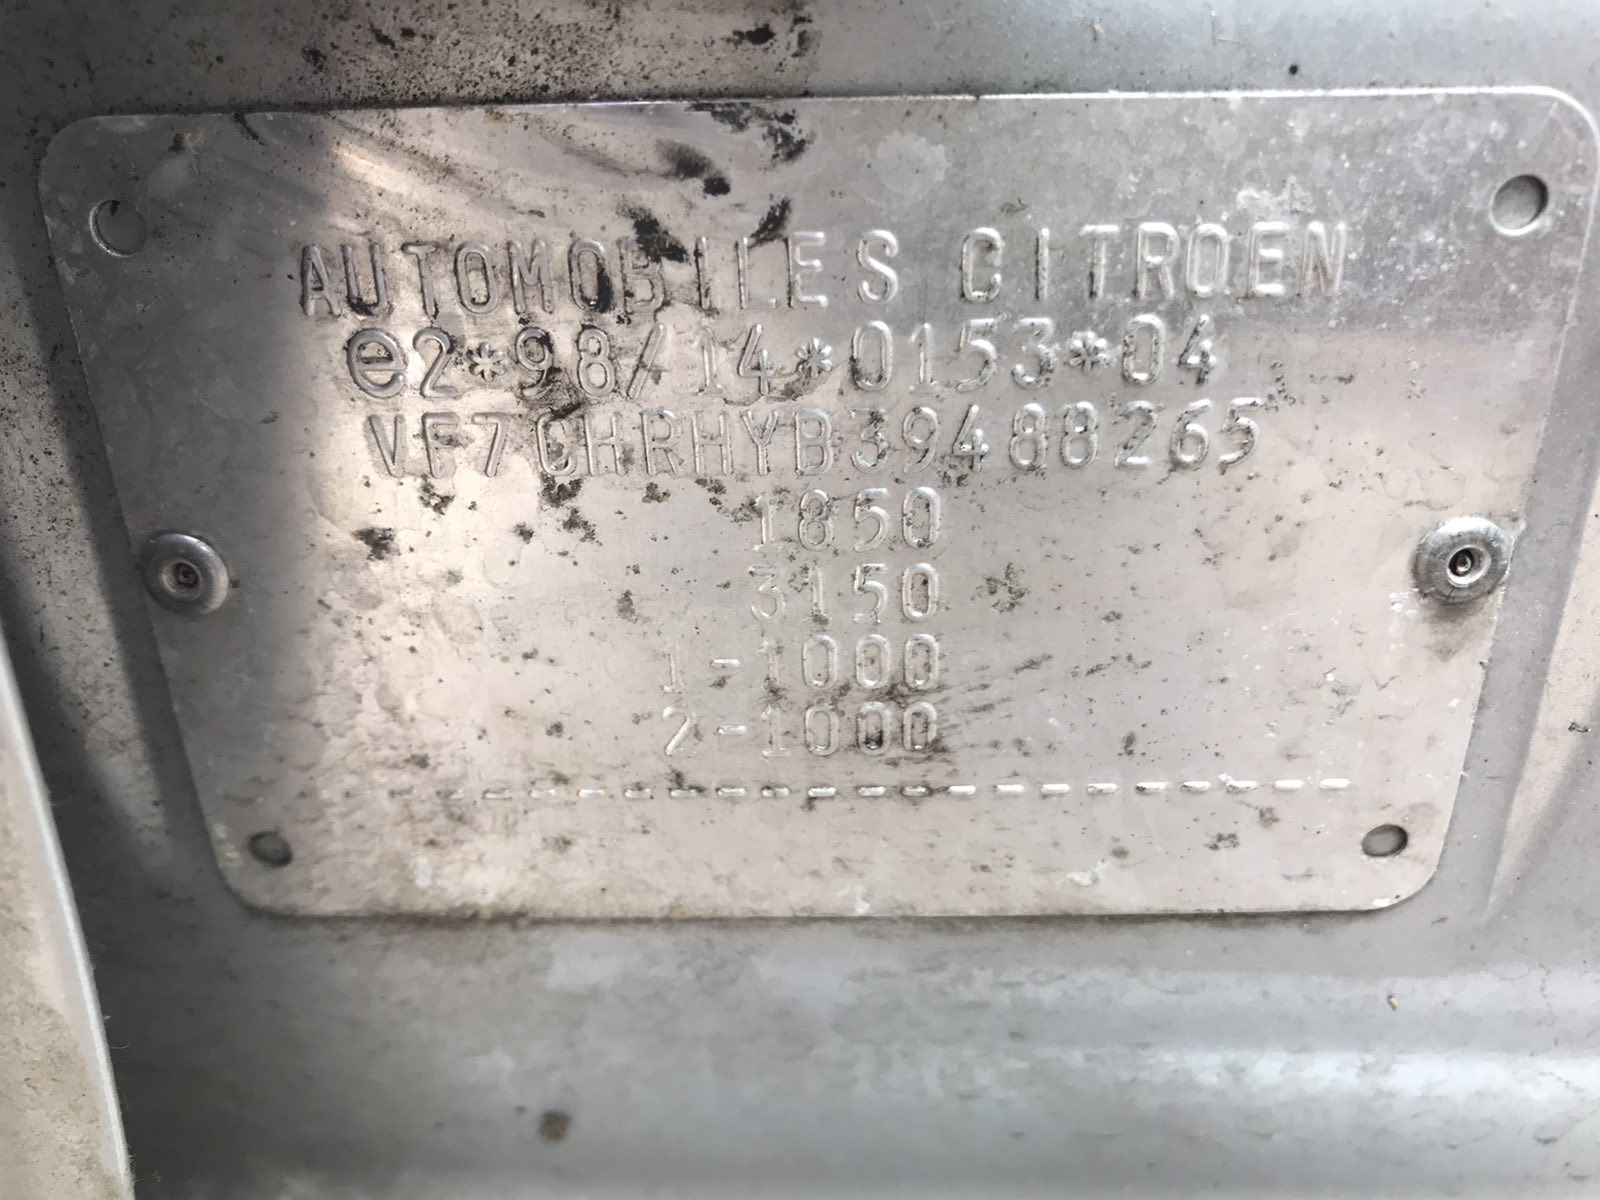 AUTOMOBILES CITROEN
e2*98/14*0153*04
VF7CHRHYB39488265
1850
3150
1-1000
2-1000
-----------------------